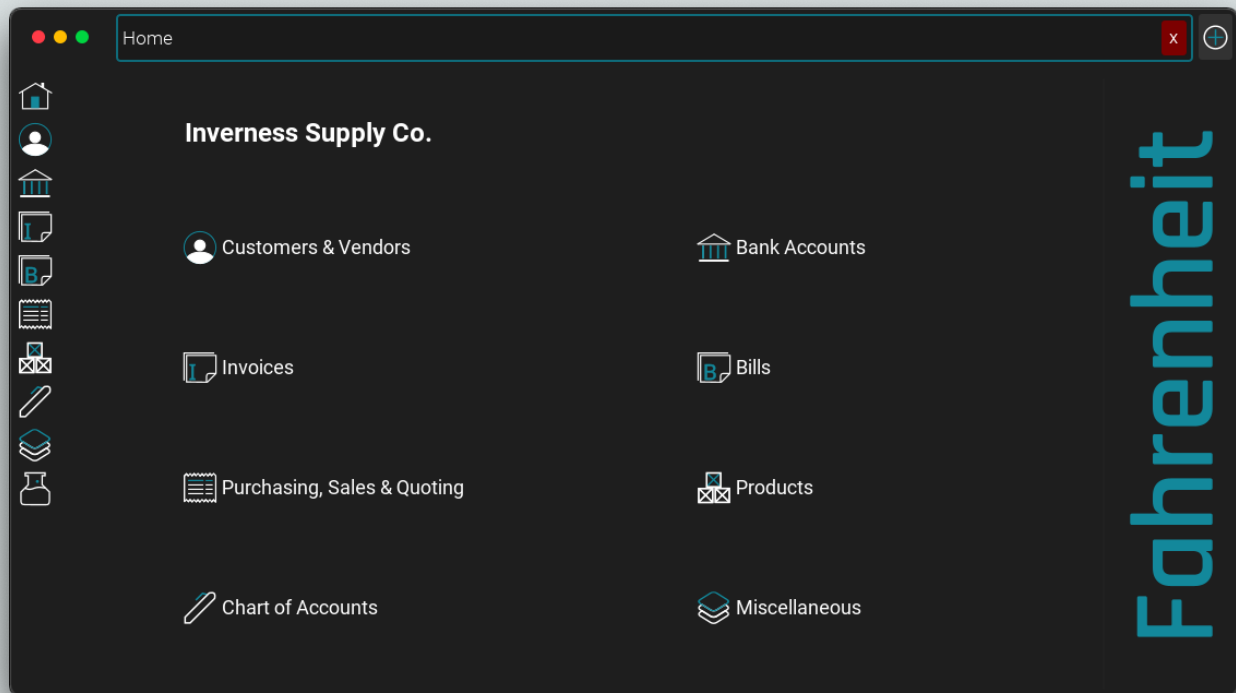 Home
x
Inverness Supply Co.
Customers & Vendors
Bank Accounts
I
Invoices
B
Bills
Purchasing, Sales & Quoting
Products
Chart of Accounts
Miscellaneous
I
B
Fahrenheit